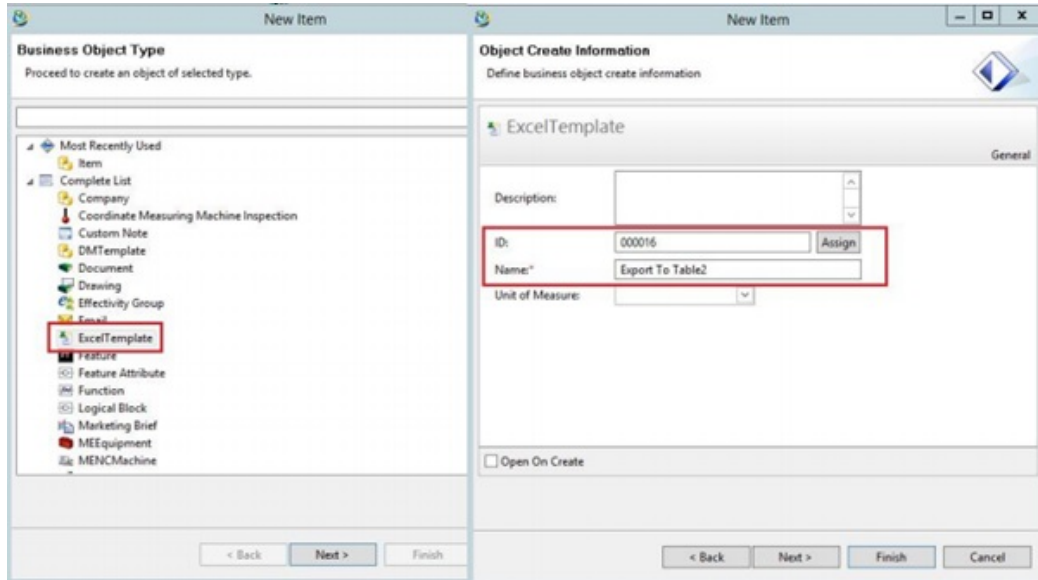 New Item
Business Object Type
Proceed to create an object of selected type.
Most Recently Used
Item
Complete List
Company
Coordinate Measuring Machine Inspection
Custom Note
DMTemplate
Document
Drawing
Effectivity Group
Email
ExcelTemplate
Feature
Feature Attribute
Function
Logical Block
Marketing Brief
MEEquipment
MENCMachine
< Back Next > Finish
New Item
Object Create Information
Define business object create information
ExcelTemplate
General
Description:
ID: 000016 Assign
Name:* Export To Table2
Unit of Measure:
Open On Create
< Back Next > Finish Cancel